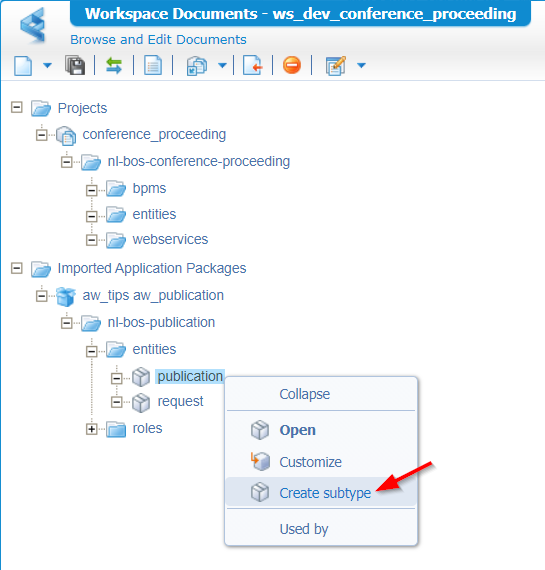 Workspace Documents - ws_dev_conference_proceeding
Browse and Edit Documents
Projects
conference_proceeding
nl-bos-conference-proceeding
bpms
entities
webservices
Imported Application Packages
aw_tips aw_publication
nl-bos-publication
entities
publication
request
roles
Collapse
Open
Customize
Create subtype
Used by